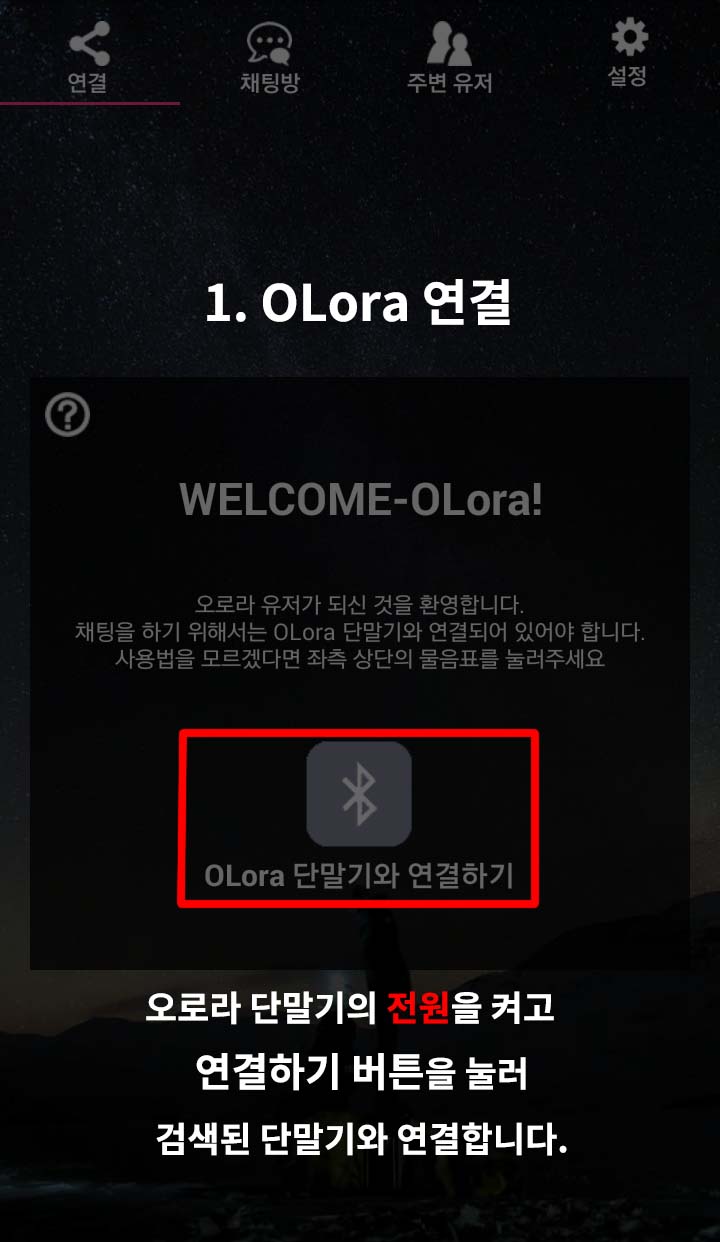 연결
채팅방
주변 유저
설정
1. OLora 연결
WELCOME-OLora!
오로라 유저가 되신 것을 환영합니다.
채팅을 하기 위해서는 OLora 단말기와 연결되어 있어야 합니다.
사용법을 모르겠다면 좌측 상단의 물음표를 눌러주세요
OLora 단말기와 연결하기
오로라 단말기의 전원을 켜고
연결하기 버튼을 눌러
검색된 단말기와 연결합니다.